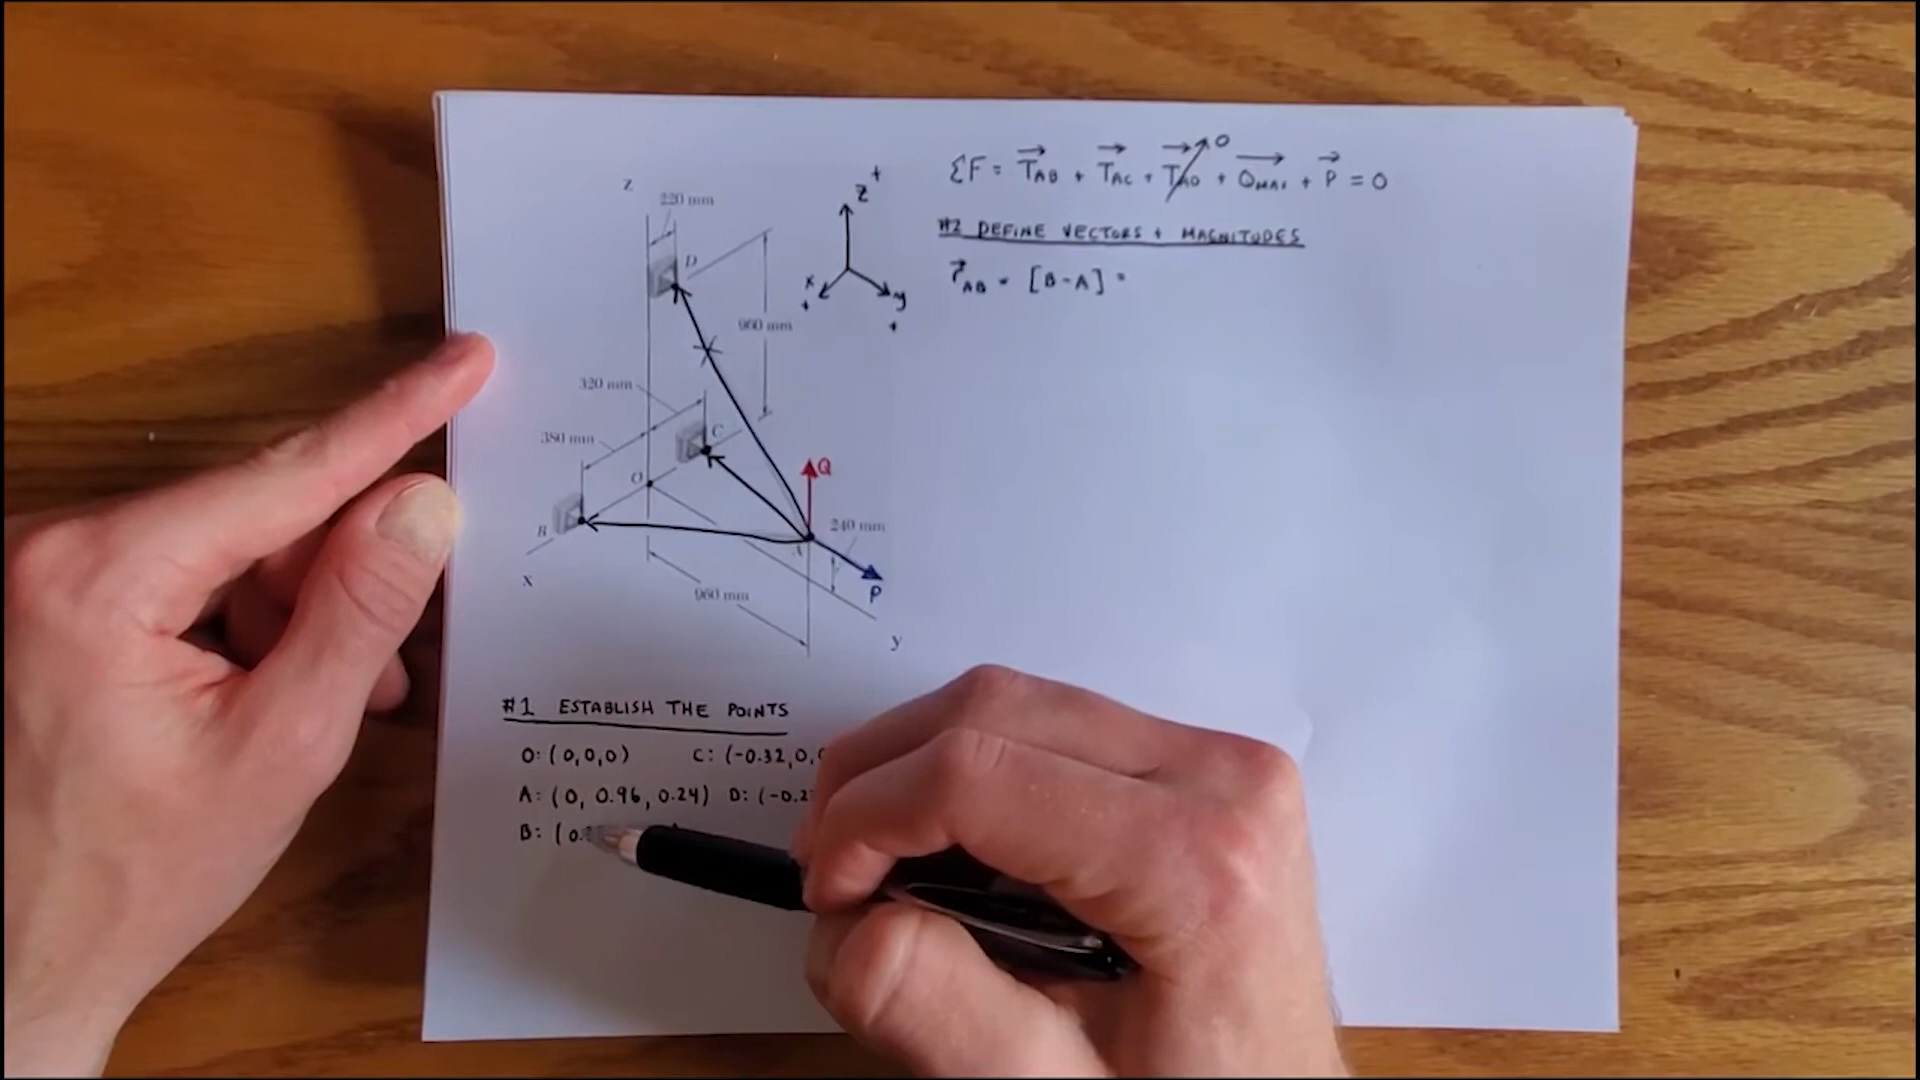 ΣF = T⃗AB + T⃗AC + T⃗AD ↗0 + Q⃗MAX + P⃗ = 0
#2 DEFINE VECTORS + MAGNITUDES
r⃗AB = [B-A] =
z
220 mm
D
960 mm
320 mm
380 mm
C
O
B
x
Q
A
240 mm
P
960 mm
y
z +
x +
y +
#1 ESTABLISH THE POINTS
O: (0,0,0) C: (-0.32,0,
A: (0, 0.96, 0.24) D: (-0.2
B: (0.